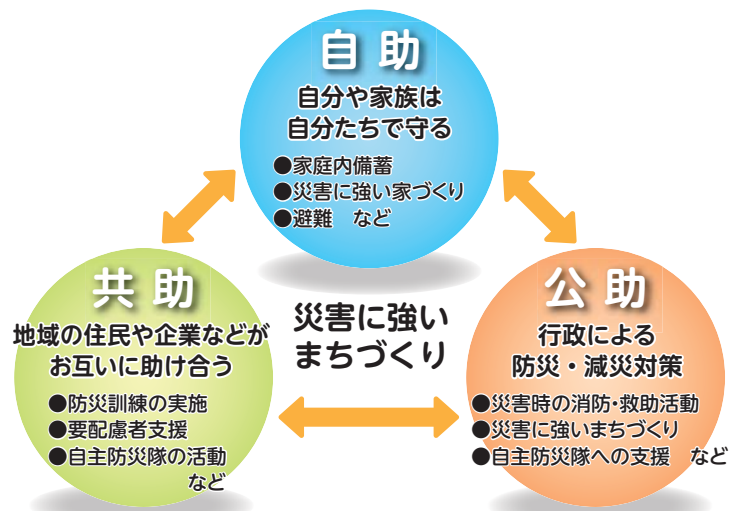 自助
自分や家族は
自分たちで守る
●家庭内備蓄
●災害に強い家づくり
●避難　など
共助
地域の住民や企業などが
お互いに助け合う
●防災訓練の実施
●要配慮者支援
●自主防災隊の活動
など
災害に強い
まちづくり
公助
行政による
防災・減災対策
●災害時の消防・救助活動
●災害に強いまちづくり
●自主防災隊への支援　など